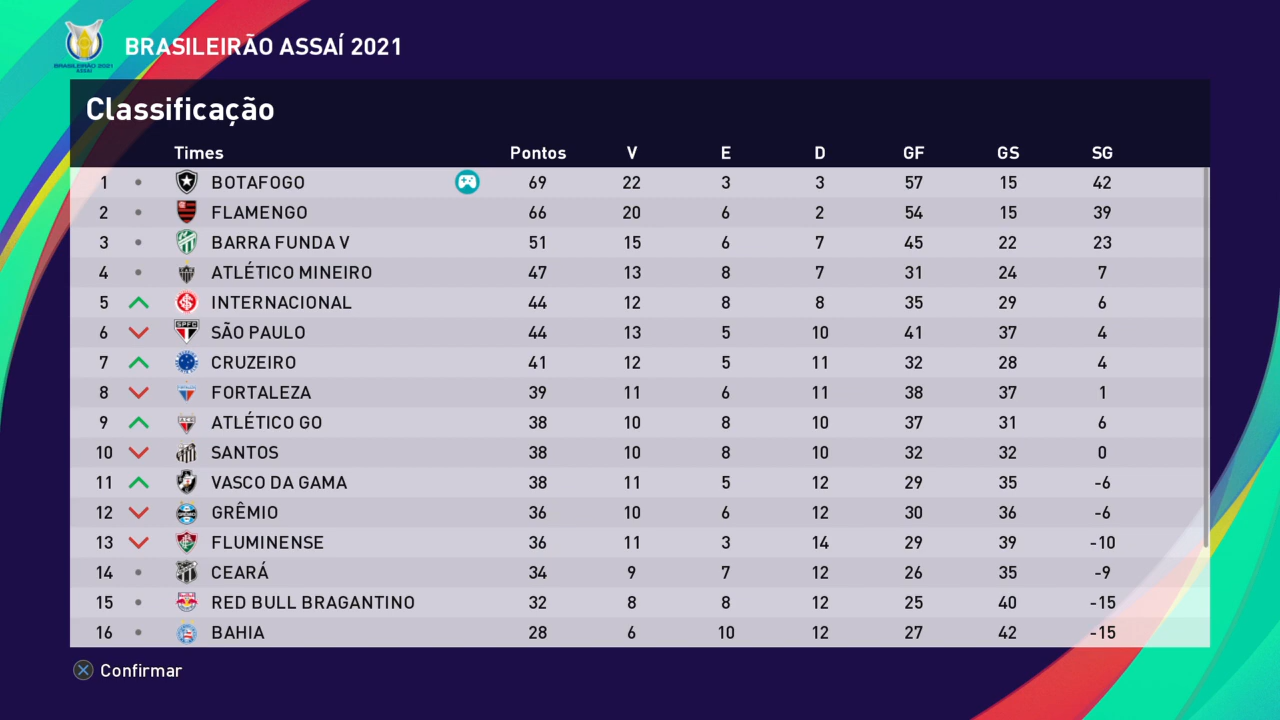 BRASILEIRÃO ASSAÍ 2021
BRASILEIRÃO 2021
ASSAÍ
Classificação
Times Pontos V E D GF GS SG
1 BOTAFOGO 69 22 3 3 57 15 42
2 FLAMENGO 66 20 6 2 54 15 39
3 BARRA FUNDA V 51 15 6 7 45 22 23
4 ATLÉTICO MINEIRO 47 13 8 7 31 24 7
5 INTERNACIONAL 44 12 8 8 35 29 6
6 SÃO PAULO 44 13 5 10 41 37 4
7 CRUZEIRO 41 12 5 11 32 28 4
8 FORTALEZA 39 11 6 11 38 37 1
9 ATLÉTICO GO 38 10 8 10 37 31 6
10 SANTOS 38 10 8 10 32 32 0
11 VASCO DA GAMA 38 11 5 12 29 35 -6
12 GRÊMIO 36 10 6 12 30 36 -6
13 FLUMINENSE 36 11 3 14 29 39 -10
14 CEARÁ 34 9 7 12 26 35 -9
15 RED BULL BRAGANTINO 32 8 8 12 25 40 -15
16 BAHIA 28 6 10 12 27 42 -15
Confirmar